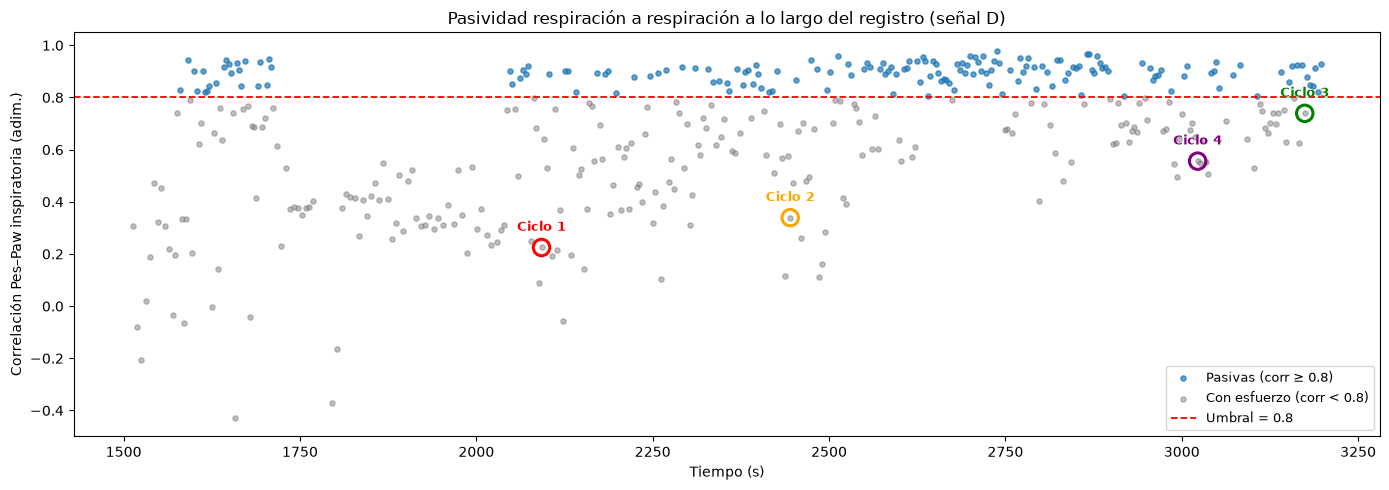 Pasividad respiración a respiración a lo largo del registro (señal D)
Correlación Pes–Paw inspiratoria (adim.)
1.0
0.8
0.6
0.4
0.2
0.0
−0.2
−0.4
Ciclo 1
Ciclo 2
Ciclo 3
Ciclo 4
Pasivas (corr ≥ 0.8)
Con esfuerzo (corr < 0.8)
Umbral = 0.8
1500 1750 2000 2250 2500 2750 3000 3250
Tiempo (s)